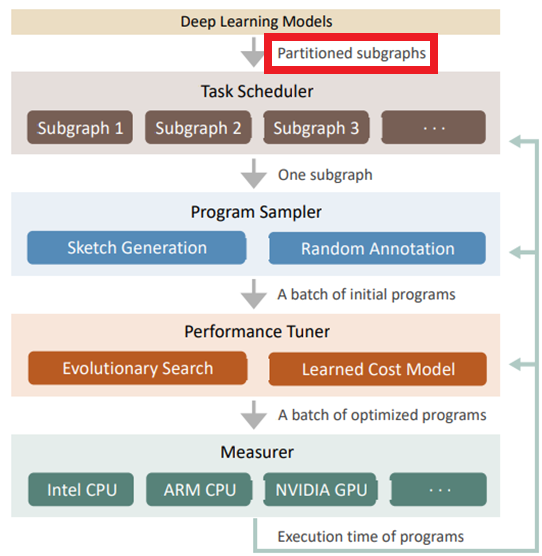 Deep Learning Models
Partitioned subgraphs
Task Scheduler
Subgraph 1 Subgraph 2 Subgraph 3 ...
One subgraph
Program Sampler
Sketch Generation Random Annotation
A batch of initial programs
Performance Tuner
Evolutionary Search Learned Cost Model
A batch of optimized programs
Measurer
Intel CPU ARM CPU NVIDIA GPU ...
Execution time of programs